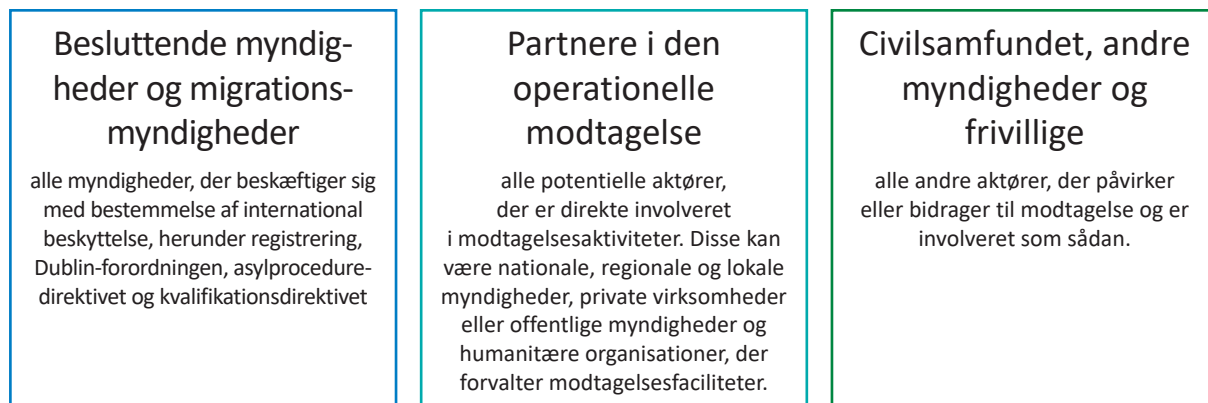 Besluttende myndig-
heder og migrations-
myndigheder
alle myndigheder, der beskæftiger sig
med bestemmelse af international
beskyttelse, herunder registrering,
Dublin-forordningen, asylprocedure-
direktivet og kvalifikationsdirektivet
Partnere i den
operationelle
modtagelse
alle potentielle aktører,
der er direkte involveret
i modtagelsesaktiviteter. Disse kan
være nationale, regionale og lokale
myndigheder, private virksomheder
eller offentlige myndigheder og
humanitære organisationer, der
forvalter modtagelsesfaciliteter.
Civilsamfundet, andre
myndigheder og
frivillige
alle andre aktører, der påvirker
eller bidrager til modtagelse og er
involveret som sådan.